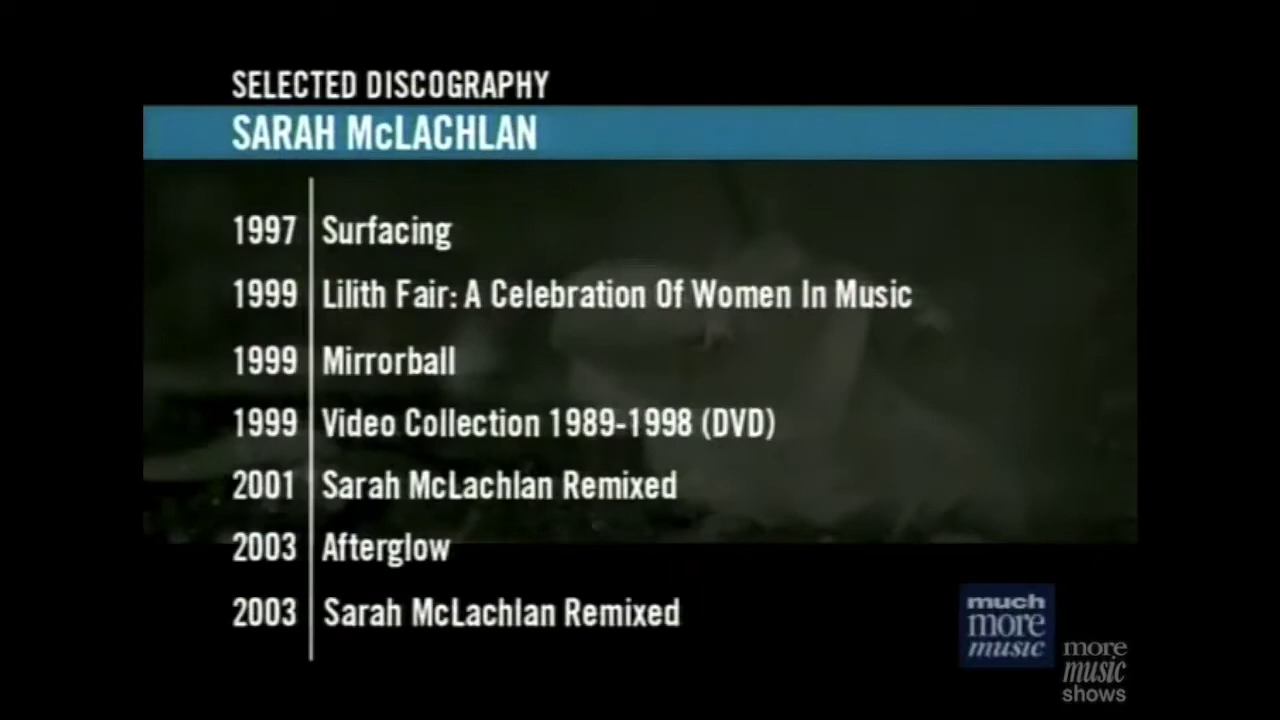 SELECTED DISCOGRAPHY
SARAH McLACHLAN
1997 Surfacing
1999 Lilith Fair: A Celebration Of Women In Music
1999 Mirrorball
1999 Video Collection 1989-1998 (DVD)
2001 Sarah McLachlan Remixed
2003 Afterglow
2003 Sarah McLachlan Remixed
much
more
music
more
music
shows